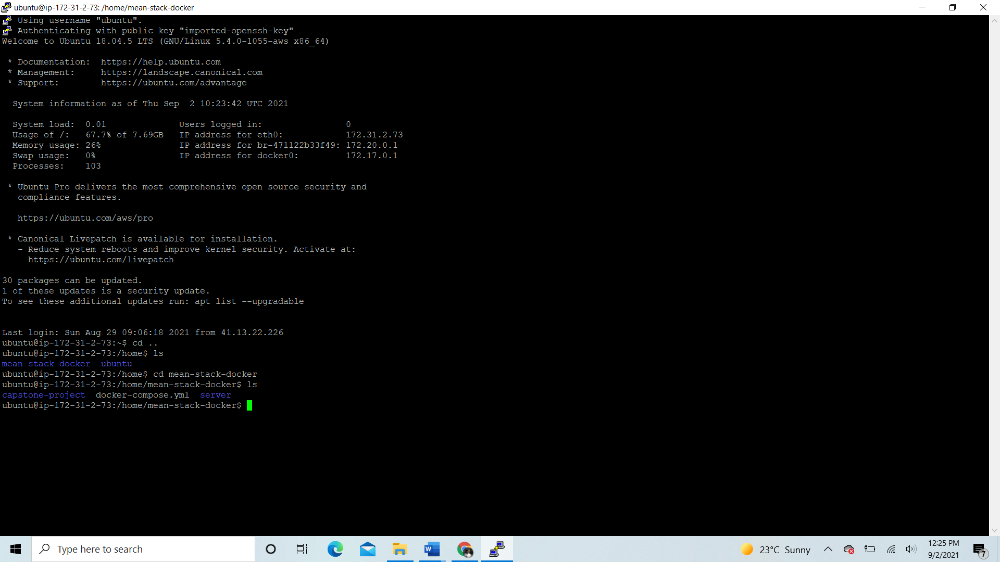 ubuntu@ip-172-31-2-73: /home/mean-stack-docker
Using username "ubuntu".
Authenticating with public key "imported-openssh-key"
Welcome to Ubuntu 18.04.5 LTS (GNU/Linux 5.4.0-1055-aws x86_64)
* Documentation:  https://help.ubuntu.com
* Management:     https://landscape.canonical.com
* Support:        https://ubuntu.com/advantage
System information as of Thu Sep  2 10:23:42 UTC 2021
System load:  0.01              Users logged in:                0
Usage of /:   67.7% of 7.69GB   IP address for eth0:            172.31.2.73
Memory usage: 26%               IP address for br-471122b33f49: 172.20.0.1
Swap usage:   0%                IP address for docker0:         172.17.0.1
Processes:    103
* Ubuntu Pro delivers the most comprehensive open source security and
compliance features.
https://ubuntu.com/aws/pro
* Canonical Livepatch is available for installation.
- Reduce system reboots and improve kernel security. Activate at:
https://ubuntu.com/livepatch
30 packages can be updated.
1 of these updates is a security update.
To see these additional updates run: apt list --upgradable
Last login: Sun Aug 29 09:06:18 2021 from 41.13.22.226
ubuntu@ip-172-31-2-73:~$ cd ..
ubuntu@ip-172-31-2-73:/home$ ls
mean-stack-docker  ubuntu
ubuntu@ip-172-31-2-73:/home$ cd mean-stack-docker
ubuntu@ip-172-31-2-73:/home/mean-stack-docker$ ls
capstone-project  docker-compose.yml  server
ubuntu@ip-172-31-2-73:/home/mean-stack-docker$
Type here to search
W
23°C Sunny
12:25 PM
9/2/2021
7